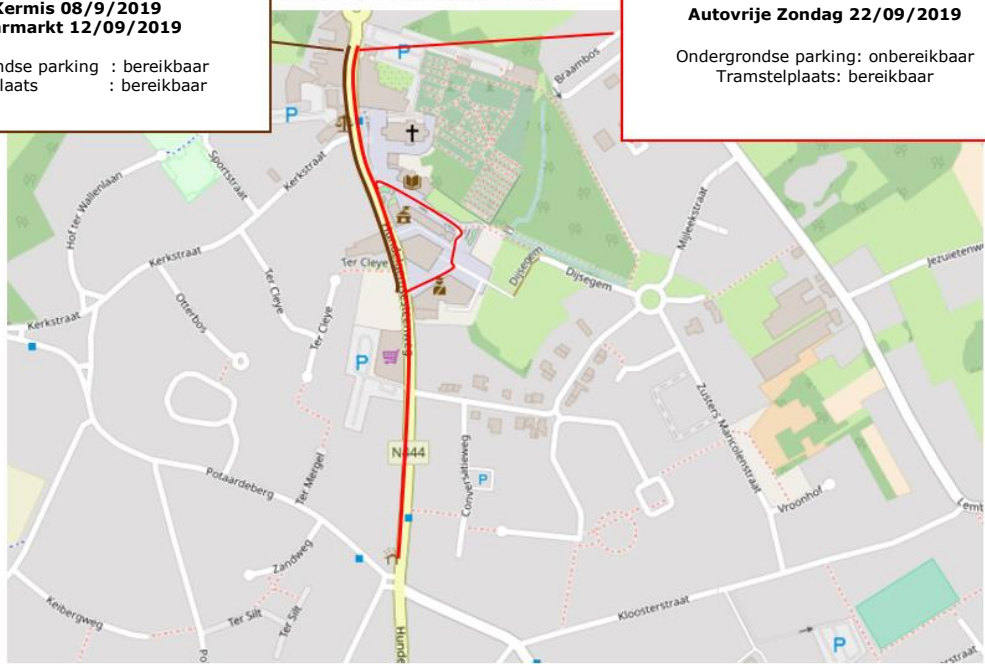 Kermis 08/9/2019
armarkt 12/09/2019
ndse parking : bereikbaar
laats : bereikbaar
Autovrije Zondag 22/09/2019
Ondergrondse parking: onbereikbaar
Tramstelplaats: bereikbaar
P
Braambos
P
Sportstraat
Kerkstraat
Hof ter Wallenlaan
Mijleekstraat
Kerkstraat
Ter Cleye
Ter Cleye
Dijsegem
Dijsegem
Jezuietenw
Otterbos
Kerkstraat
Ter Cleye
P
Zusters Maricolenstraat
N444
Conversatieweg
Potaardeberg
Ter Mergel
P
Vroonhof
Lemb
Zandweg
Keibergweg
Ter Silt
Ter Silt
Kloosterstraat
Po
Hunde
P
straat